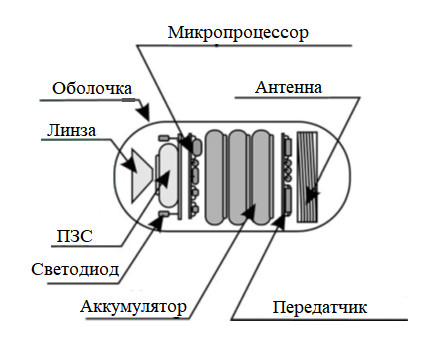 Микропроцессор
Оболочка
Антенна
Линза
ПЗС
Светодиод
Аккумулятор
Передатчик